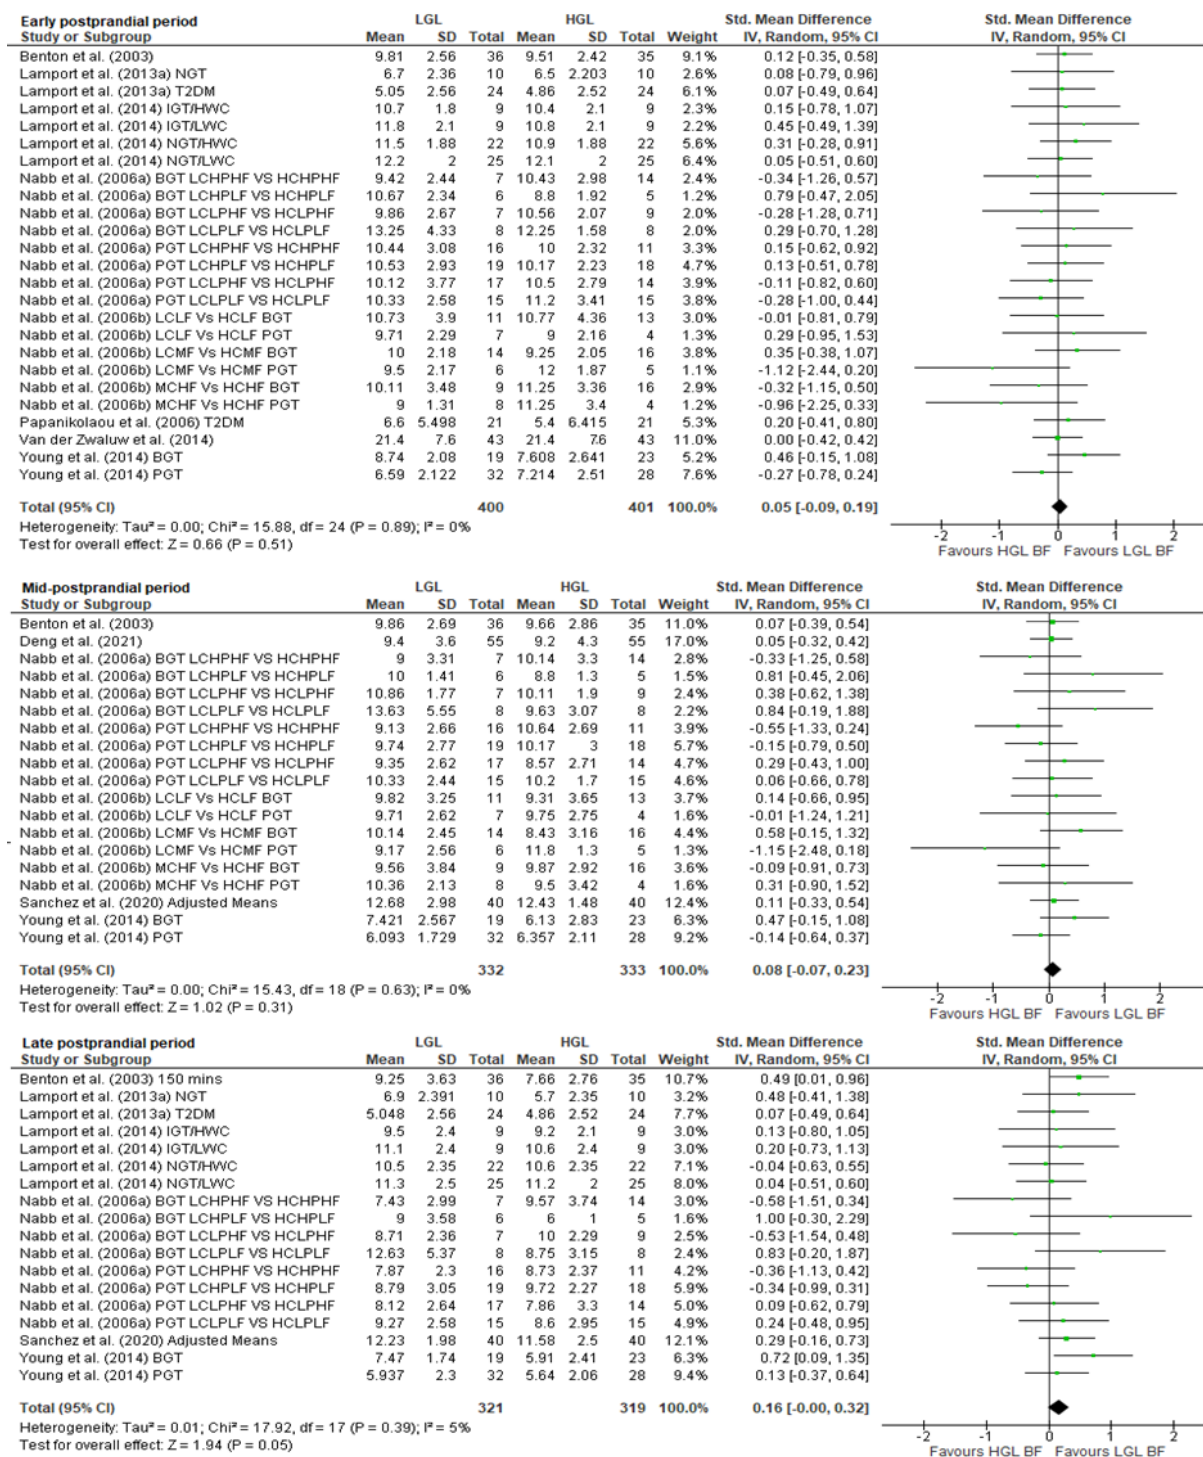 Early postprandial period LGL HGL Std. Mean Difference Std. Mean Difference
Study or Subgroup Mean SD Total Mean SD Total Weight IV, Random, 95% CI IV, Random, 95% CI
Benton et al. (2003) 9.81 2.56 36 9.51 2.42 35 9.1% 0.12 [-0.35, 0.58]
Lamport et al. (2013a) NGT 6.7 2.36 10 6.5 2.203 10 2.6% 0.08 [-0.79, 0.96]
Lamport et al. (2013a) T2DM 5.05 2.56 24 4.86 2.52 24 6.2% 0.07 [-0.49, 0.64]
Lamport et al. (2014) IGT/HWC 10.7 1.8 9 10.4 2.1 9 2.3% 0.15 [-0.78, 1.07]
Lamport et al. (2014) IGT/LWC 11.8 2.1 9 10.8 2.1 9 2.2% 0.45 [-0.49, 1.39]
Lamport et al. (2014) NGT/HWC 11.5 1.88 22 10.9 1.88 22 5.6% 0.31 [-0.28, 0.91]
Lamport et al. (2014) NGT/LWC 12.2 2 25 12.1 2 25 6.4% 0.05 [-0.51, 0.60]
Nabb et al. (2006a) BGT LCHPHF VS HCHPHF 9.42 2.44 7 10.43 2.98 14 2.4% -0.34 [-1.26, 0.57]
Nabb et al. (2006a) BGT LCHPLF VS HCHPLF 10.67 2.34 6 8.8 1.92 5 1.2% 0.79 [-0.47, 2.05]
Nabb et al. (2006a) BGT LCLPHF VS HCLPHF 9.86 2.67 7 10.56 2.07 9 2.0% -0.28 [-1.28, 0.71]
Nabb et al. (2006a) BGT LCLPLF VS HCLPLF 13.25 4.33 8 12.25 1.58 8 2.0% 0.29 [-0.70, 1.28]
Nabb et al. (2006a) PGT LCHPHF VS HCHPHF 10.44 3.08 16 10 2.32 11 3.3% 0.15 [-0.62, 0.92]
Nabb et al. (2006a) PGT LCHPLF VS HCHPLF 10.53 2.93 19 10.17 2.23 18 4.7% 0.13 [-0.51, 0.78]
Nabb et al. (2006a) PGT LCLPHF VS HCLPHF 10.12 3.77 17 10.5 2.79 14 3.9% -0.11 [-0.82, 0.60]
Nabb et al. (2006a) PGT LCLPLF VS HCLPLF 10.33 2.58 15 11.2 3.41 15 3.8% -0.28 [-1.00, 0.44]
Nabb et al. (2006b) LCLF Vs HCLF BGT 10.73 3.9 11 10.77 4.36 13 3.0% -0.01 [-0.81, 0.79]
Nabb et al. (2006b) LCLF Vs HCLF PGT 9.71 2.29 7 9 2.16 4 1.3% 0.29 [-0.95, 1.53]
Nabb et al. (2006b) LCMF Vs HCMF BGT 10 2.18 14 9.25 2.05 16 3.7% 0.35 [-0.38, 1.07]
Nabb et al. (2006b) LCMF Vs HCMF PGT 9.5 2.17 6 12 1.87 5 1.1% -1.12 [-2.44, 0.20]
Nabb et al. (2006b) MCHF Vs HCHF BGT 10.11 3.48 9 11.25 3.36 16 2.9% -0.32 [-1.15, 0.50]
Nabb et al. (2006b) MCHF Vs HCHF PGT 9 1.31 8 11.25 3.4 4 1.2% -0.96 [-2.25, 0.33]
Papanikolaou et al. (2006) T2DM 6.6 5.498 21 5.4 6.415 21 5.4% 0.20 [-0.41, 0.80]
Van der Zwaluw et al. (2014) 21.4 7.6 43 21.4 7.6 43 11.0% 0.00 [-0.42, 0.42]
Young et al. (2014) BGT 8.74 2.08 19 7.608 2.641 23 5.2% 0.46 [-0.15, 1.08]
Young et al. (2014) PGT 6.59 2.122 32 7.214 2.51 28 7.6% -0.27 [-0.78, 0.24]
Total (95% CI) 400 401 100.0% 0.05 [-0.09, 0.19]
Heterogeneity: Tau² = 0.00; Chi² = 15.88, df = 24 (P = 0.89); I² = 0%
Test for overall effect: Z = 0.66 (P = 0.51)
-2 -1 0 1 2
Favours HGL BF Favours LGL BF
Mid-postprandial period LGL HGL Std. Mean Difference Std. Mean Difference
Study or Subgroup Mean SD Total Mean SD Total Weight IV, Random, 95% CI IV, Random, 95% CI
Benton et al. (2003) 9.86 2.69 36 9.66 2.86 35 11.0% 0.07 [-0.39, 0.54]
Deng et al. (2021) 9.4 3.6 55 9.2 4.3 55 17.0% 0.05 [-0.32, 0.42]
Nabb et al. (2006a) BGT LCHPHF VS HCHPHF 9 3.31 7 10.14 3.3 14 2.8% -0.33 [-1.25, 0.58]
Nabb et al. (2006a) BGT LCHPLF VS HCHPLF 10 1.41 6 8.8 1.3 5 1.5% 0.81 [-0.45, 2.06]
Nabb et al. (2006a) BGT LCLPHF VS HCLPHF 10.86 1.77 7 10.11 1.9 9 2.4% 0.38 [-0.62, 1.38]
Nabb et al. (2006a) BGT LCLPLF VS HCLPLF 13.63 5.55 8 9.63 3.07 8 2.2% 0.84 [-0.19, 1.88]
Nabb et al. (2006a) PGT LCHPHF VS HCHPHF 9.13 2.66 16 10.64 2.69 11 3.9% -0.55 [-1.33, 0.24]
Nabb et al. (2006a) PGT LCHPLF VS HCHPLF 9.74 2.77 19 10.17 3 18 5.7% -0.15 [-0.79, 0.50]
Nabb et al. (2006a) PGT LCLPHF VS HCLPHF 9.35 2.62 17 8.57 2.71 14 4.7% 0.29 [-0.43, 1.00]
Nabb et al. (2006a) PGT LCLPLF VS HCLPLF 10.33 2.44 15 10.2 1.7 15 4.6% 0.06 [-0.66, 0.78]
Nabb et al. (2006b) LCLF Vs HCLF BGT 9.82 3.25 11 9.31 3.65 13 3.7% 0.14 [-0.66, 0.95]
Nabb et al. (2006b) LCLF Vs HCLF PGT 9.71 2.62 7 9.75 2.75 4 1.6% -0.01 [-1.24, 1.21]
Nabb et al. (2006b) LCMF Vs HCMF BGT 10.14 2.45 14 8.43 3.16 16 4.4% 0.58 [-0.15, 1.32]
Nabb et al. (2006b) LCMF Vs HCMF PGT 9.17 2.56 6 11.8 1.3 5 1.3% -1.15 [-2.48, 0.18]
Nabb et al. (2006b) MCHF Vs HCHF BGT 9.56 3.84 9 9.87 2.92 16 3.6% -0.09 [-0.91, 0.73]
Nabb et al. (2006b) MCHF Vs HCHF PGT 10.36 2.13 8 9.5 3.42 4 1.6% 0.31 [-0.90, 1.52]
Sanchez et al. (2020) Adjusted Means 12.68 2.98 40 12.43 1.48 40 12.4% 0.11 [-0.33, 0.54]
Young et al. (2014) BGT 7.421 2.567 19 6.13 2.83 23 6.3% 0.47 [-0.15, 1.08]
Young et al. (2014) PGT 6.093 1.729 32 6.357 2.11 28 9.2% -0.14 [-0.64, 0.37]
Total (95% CI) 332 333 100.0% 0.08 [-0.07, 0.23]
Heterogeneity: Tau² = 0.00; Chi² = 15.43, df = 18 (P = 0.63); I² = 0%
Test for overall effect: Z = 1.02 (P = 0.31)
-2 -1 0 1 2
Favours HGL BF Favours LGL BF
Late postprandial period LGL HGL Std. Mean Difference Std. Mean Difference
Study or Subgroup Mean SD Total Mean SD Total Weight IV, Random, 95% CI IV, Random, 95% CI
Benton et al. (2003) 150 mins 9.25 3.63 36 7.66 2.76 35 10.7% 0.49 [0.01, 0.96]
Lamport et al. (2013a) NGT 6.9 2.391 10 5.7 2.35 10 3.2% 0.48 [-0.41, 1.38]
Lamport et al. (2013a) T2DM 5.048 2.56 24 4.86 2.52 24 7.7% 0.07 [-0.49, 0.64]
Lamport et al. (2014) IGT/HWC 9.5 2.4 9 9.2 2.1 9 3.0% 0.13 [-0.80, 1.05]
Lamport et al. (2014) IGT/LWC 11.1 2.4 9 10.6 2.4 9 3.0% 0.20 [-0.73, 1.13]
Lamport et al. (2014) NGT/HWC 10.5 2.35 22 10.6 2.35 22 7.1% -0.04 [-0.63, 0.55]
Lamport et al. (2014) NGT/LWC 11.3 2.5 25 11.2 2 25 8.0% 0.04 [-0.51, 0.60]
Nabb et al. (2006a) BGT LCHPHF VS HCHPHF 7.43 2.99 7 9.57 3.74 14 3.0% -0.58 [-1.51, 0.34]
Nabb et al. (2006a) BGT LCHPLF VS HCHPLF 9 3.58 6 6 1 5 1.6% 1.00 [-0.30, 2.29]
Nabb et al. (2006a) BGT LCLPHF VS HCLPHF 8.71 2.36 7 10 2.29 9 2.6% -0.53 [-1.54, 0.48]
Nabb et al. (2006a) BGT LCLPLF VS HCLPLF 12.63 5.37 8 8.75 3.15 8 2.5% 0.83 [-0.20, 1.87]
Nabb et al. (2006a) PGT LCHPHF VS HCHPHF 7.87 2.3 16 8.73 2.37 11 4.2% -0.36 [-1.13, 0.42]
Nabb et al. (2006a) PGT LCHPLF VS HCHPLF 8.79 3.05 19 9.72 2.27 18 5.9% -0.34 [-0.99, 0.31]
Nabb et al. (2006a) PGT LCLPHF VS HCLPHF 8.12 2.64 17 7.86 3.3 14 5.0% 0.09 [-0.62, 0.79]
Nabb et al. (2006a) PGT LCLPLF VS HCLPLF 9.27 2.58 15 8.6 2.95 15 4.9% 0.24 [-0.48, 0.95]
Sanchez et al. (2020) Adjusted Means 12.23 1.98 40 11.58 2.5 40 12.1% 0.29 [-0.16, 0.73]
Young et al. (2014) BGT 7.47 1.74 19 5.91 2.41 23 6.3% 0.72 [0.09, 1.35]
Young et al. (2014) PGT 5.937 2.3 32 5.64 2.06 28 9.4% 0.13 [-0.37, 0.64]
Total (95% CI) 321 319 100.0% 0.16 [-0.00, 0.32]
Heterogeneity: Tau² = 0.01; Chi² = 17.92, df = 17 (P = 0.39); I² = 5%
Test for overall effect: Z = 1.94 (P = 0.05)
-2 -1 0 1 2
Favours HGL BF Favours LGL BF